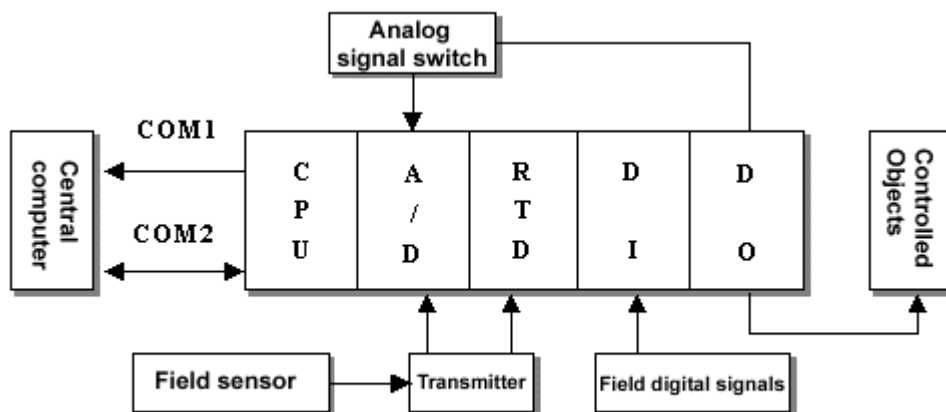 Analog
signal switch
COM1
COM2
Central
computer
C
P
U
A
/
D
R
T
D
D
I
D
O
Controlled
Objects
Field sensor
Transmitter
Field digital signals